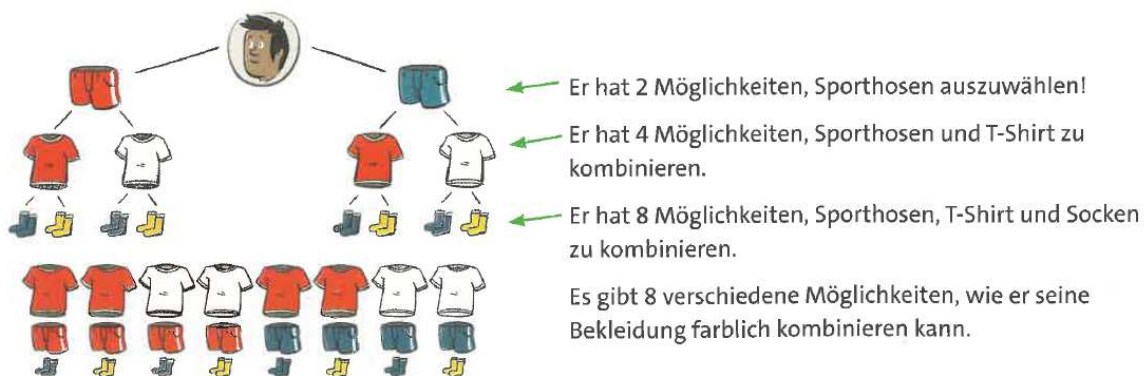 Er hat 2 Möglichkeiten, Sporthosen auszuwählen!
Er hat 4 Möglichkeiten, Sporthosen und T-Shirt zu
kombinieren.
Er hat 8 Möglichkeiten, Sporthosen, T-Shirt und Socken
zu kombinieren.
Es gibt 8 verschiedene Möglichkeiten, wie er seine
Bekleidung farblich kombinieren kann.